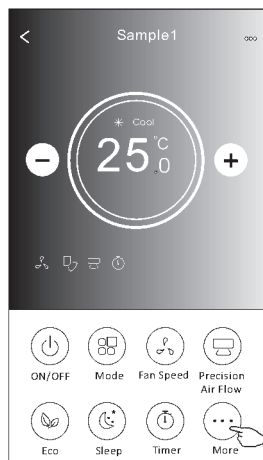 Sample1
Cool
25.0°C
ON/OFF Mode Fan Speed Precision Air Flow
Eco Sleep Timer More